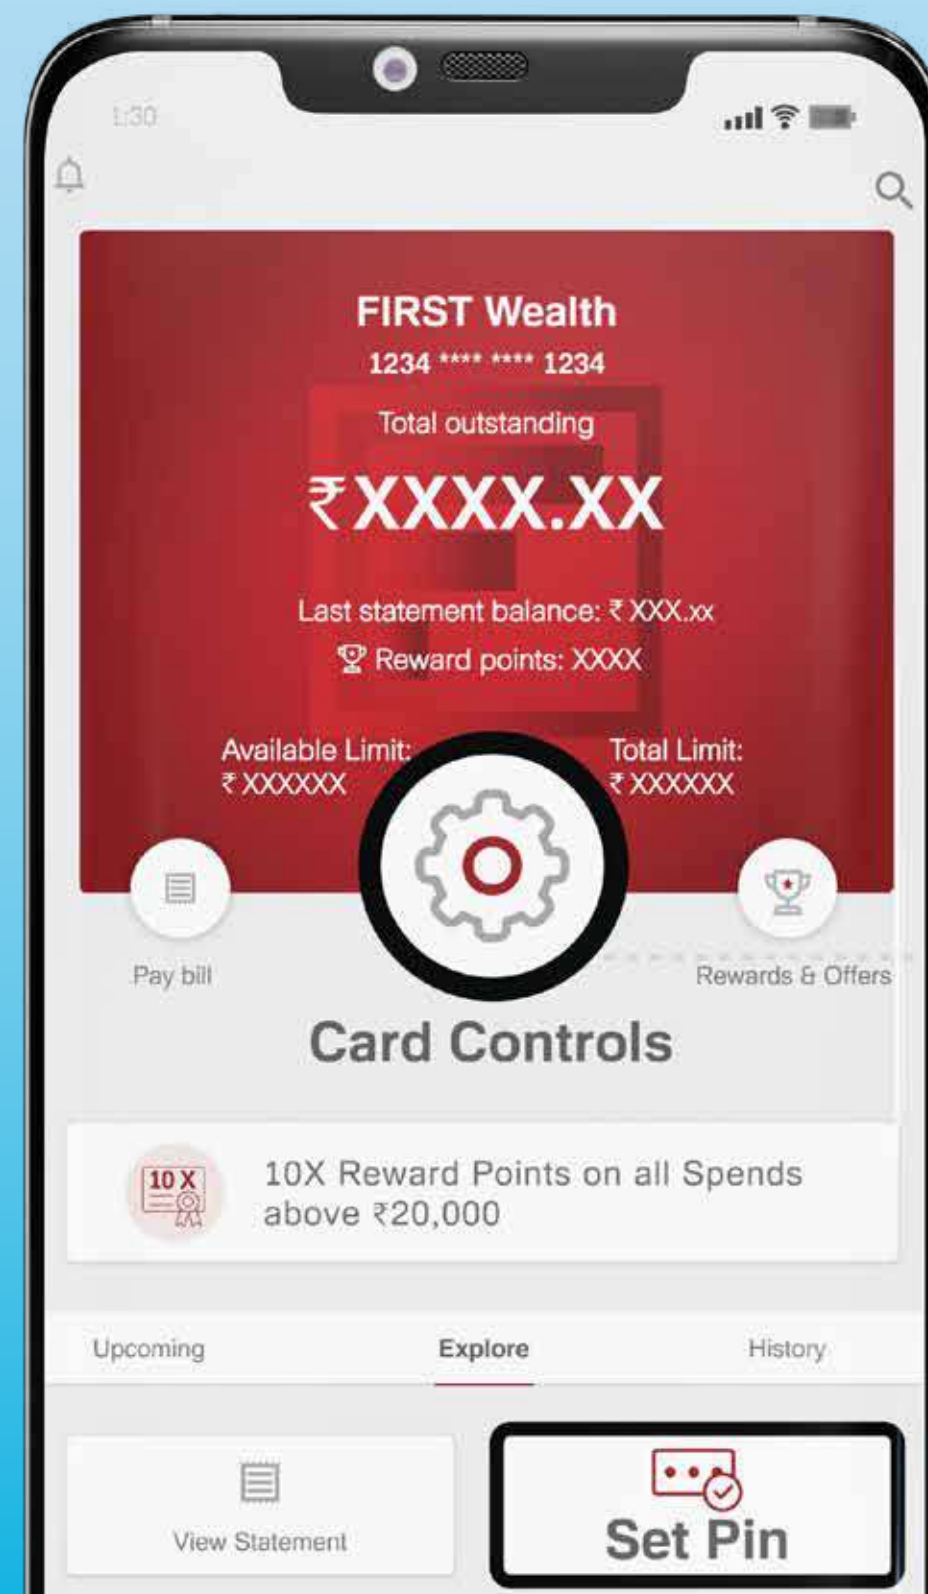 1:30
FIRST Wealth
1234 **** **** 1234
Total outstanding
₹XXXX.XX
Last statement balance: ₹ XXX.xx
Reward points: XXXX
Available Limit:
₹ XXXXXX
Total Limit:
₹ XXXXXX
Pay bill
Rewards & Offers
Card Controls
10 X
10X Reward Points on all Spends
above ₹20,000
Upcoming Explore History
View Statement
Set Pin